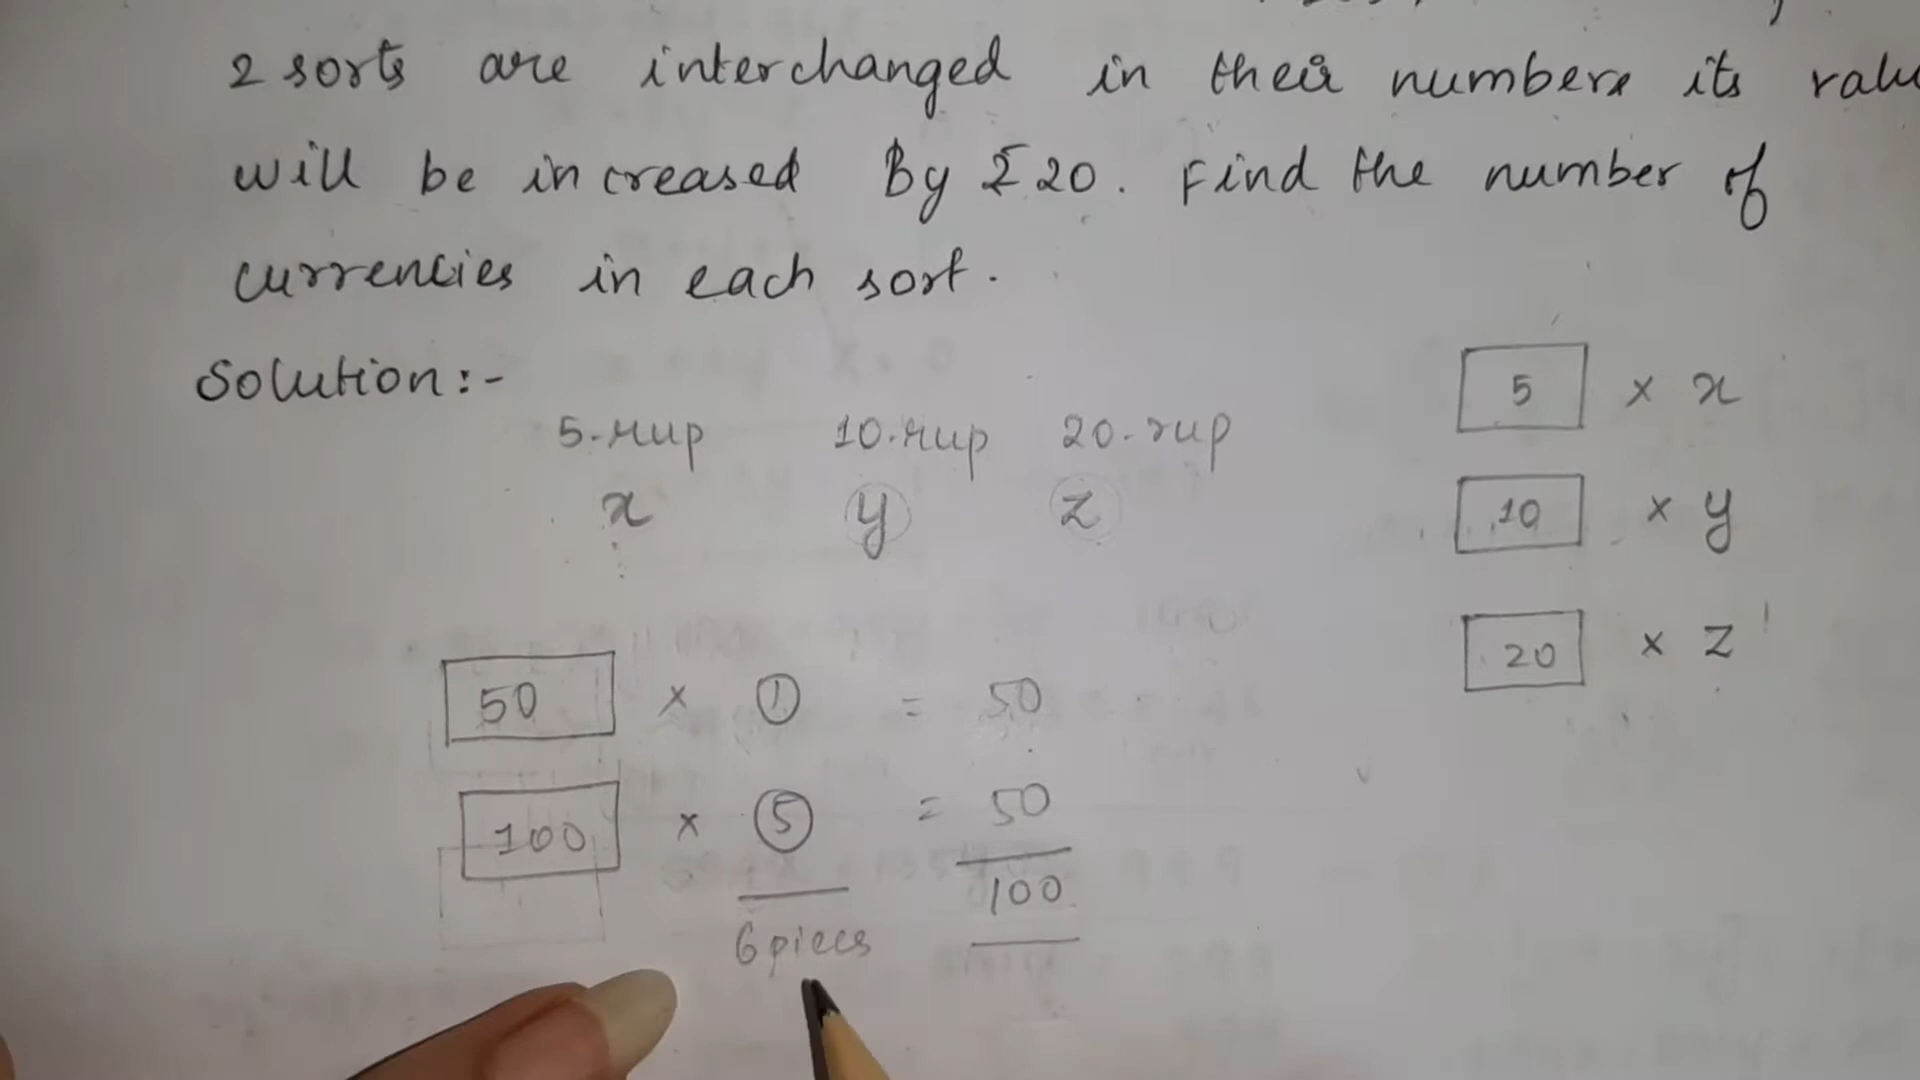 2 sorts are interchanged in their numbers its valu
will be increased By ₹20. Find the number of
currencies in each sort.
Solution:-
5-rup 10-rup 20-rup
x y z
5 × x
10 × y
20 × z
50 × 1 = 50
100 × 5 = 50
100
6 piecs